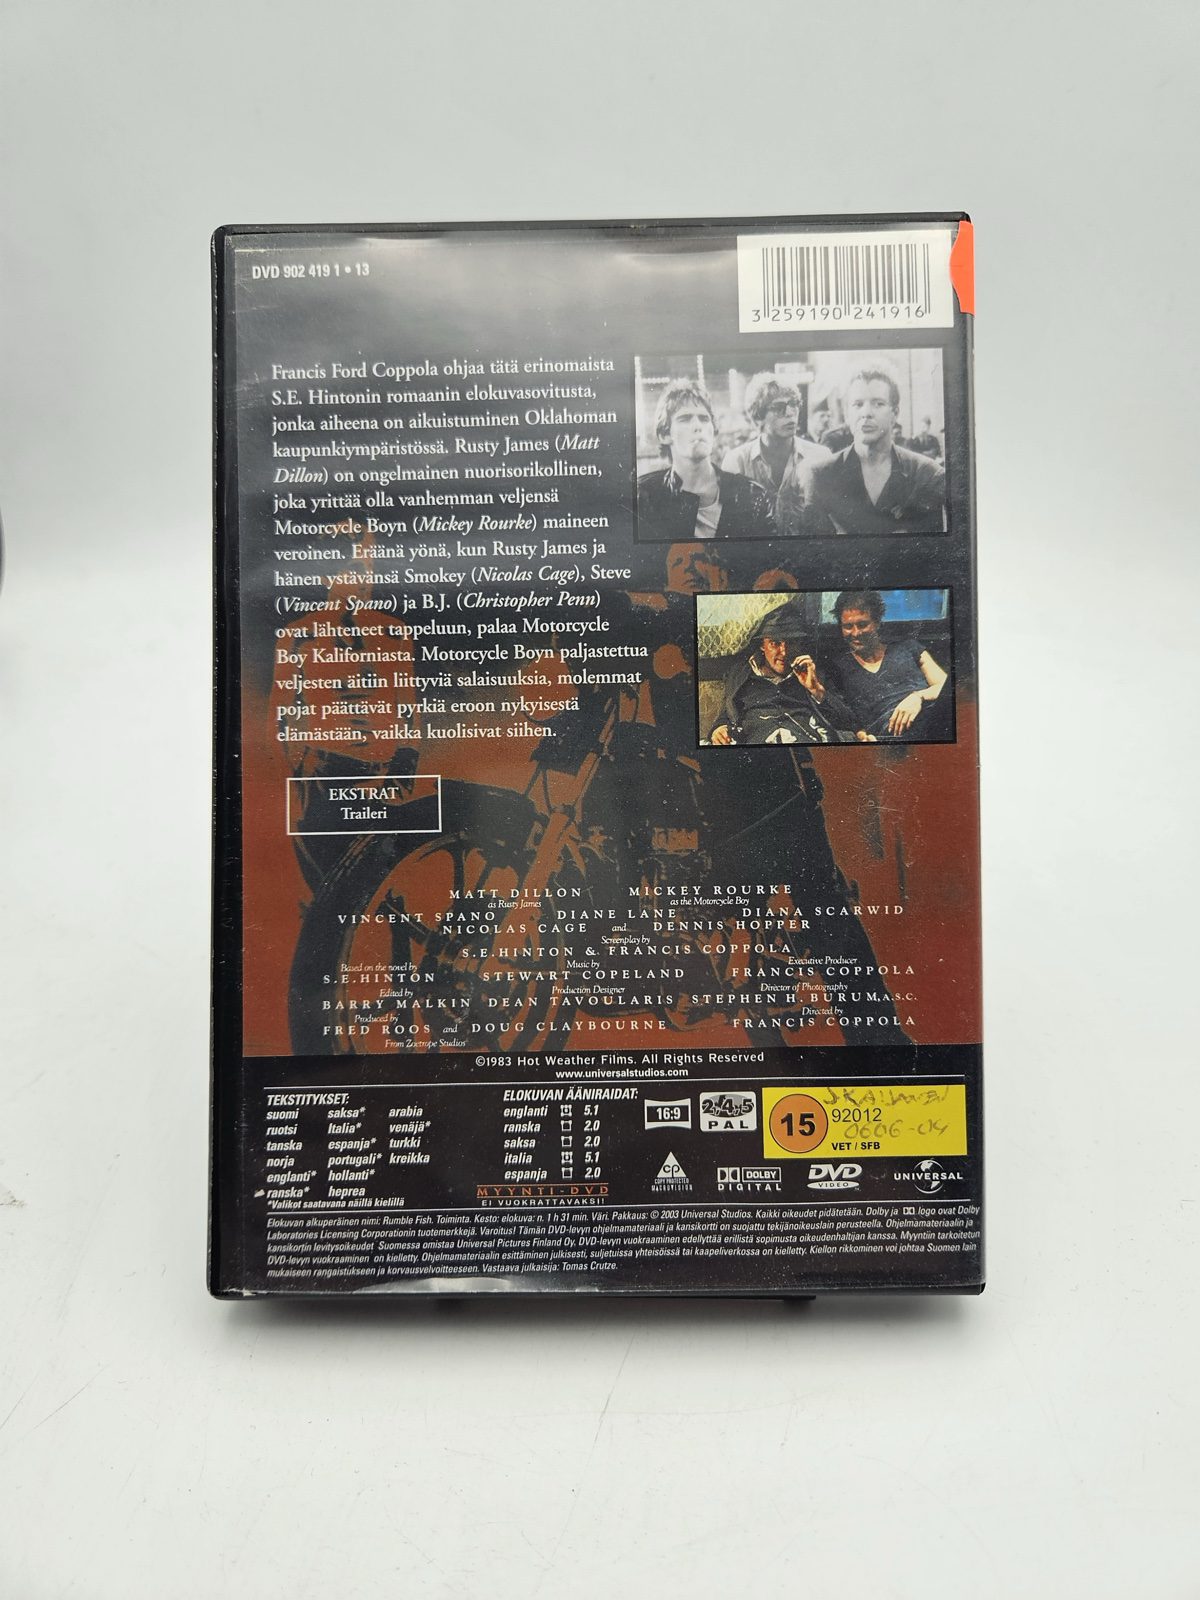 DVD 902 419 1 • 13
3 259190 241916
Francis Ford Coppola ohjaa tätä erinomaista
S.E. Hintonin romaanin elokuvasovitusta,
jonka aiheena on aikuistuminen Oklahoman
kaupunkiympäristössä. Rusty James (Matt
Dillon) on ongelmainen nuorisorikollinen,
joka yrittää olla vanhemman veljensä
Motorcycle Boyn (Mickey Rourke) maineen
veroinen. Eräänä yönä, kun Rusty James ja
hänen ystävänsä Smokey (Nicolas Cage), Steve
(Vincent Spano) ja B.J. (Christopher Penn)
ovat lähteneet tappeluun, palaa Motorcycle
Boy Kaliforniasta. Motorcycle Boyn paljastettua
veljesten äitiin liittyviä salaisuuksia, molemmat
pojat päättävät pyrkiä eroon nykyisestä
elämästään, vaikka kuolisivat siihen.
EKSTRAT
Traileri
MATT DILLON MICKEY ROURKE
as Rusty James as the Motorcycle Boy
VINCENT SPANO DIANE LANE DIANA SCARWID
NICOLAS CAGE and DENNIS HOPPER
Screenplay by
S.E.HINTON & FRANCIS COPPOLA
Based on the novel by Music by Executive Producer
S.E.HINTON STEWART COPELAND FRANCIS COPPOLA
Edited by Production Designer Director of Photography
BARRY MALKIN DEAN TAVOULARIS STEPHEN H. BURUM, A.S.C.
Produced by Directed by
FRED ROOS and DOUG CLAYBOURNE FRANCIS COPPOLA
From Zoetrope Studios
©1983 Hot Weather Films. All Rights Reserved
www.universalstudios.com
TEKSTITYKSET:
suomi saksa* arabia
ruotsi Italia* venäjä*
tanska espanja* turkki
norja portugali* kreikka
englanti* hollanti*
ranska* heprea
*Valikot saatavana näillä kielillä
ELOKUVAN ÄÄNIRAIDAT:
englanti 5.1
ranska 2.0
saksa 2.0
italia 5.1
espanja 2.0
MYYNTI-DVD
EI VUOKRATTAVAKSI!
16:9
2.4.5
PAL
15
92012
0606-04
VET / SFB
CP
COPY PROTECTED
MACROVISION
DOLBY
DIGITAL
DVD
VIDEO
UNIVERSAL
Elokuvan alkuperäinen nimi: Rumble Fish. Toiminta. Kesto: elokuva: n. 1 h 31 min. Väri. Pakkaus: © 2003 Universal Studios. Kaikki oikeudet pidätetään. Dolby ja logo ovat Dolby
Laboratories Licensing Corporationin tuotemerkkejä. Varoitus! Tämän DVD-levyn ohjelmamateriaali ja kansikortti on suojattu tekijänoikeuslain perusteella. Ohjelmamateriaalin ja
kansikortin levitysoikeudet Suomessa omistaa Universal Pictures Finland Oy. DVD-levyn vuokraaminen edellyttää erillistä sopimusta oikeudenhaltijan kanssa. Myyntiin tarkoitetun
DVD-levyn vuokraaminen on kielletty. Ohjelmamateriaalin esittäminen julkisesti, suljetuissa yhteisöissä tai kaapeliverkossa on kielletty. Kiellon rikkominen voi johtaa Suomen lain
mukaiseen rangaistukseen ja korvausvelvoitteeseen. Vastaava julkaisija: Tomas Crutze.